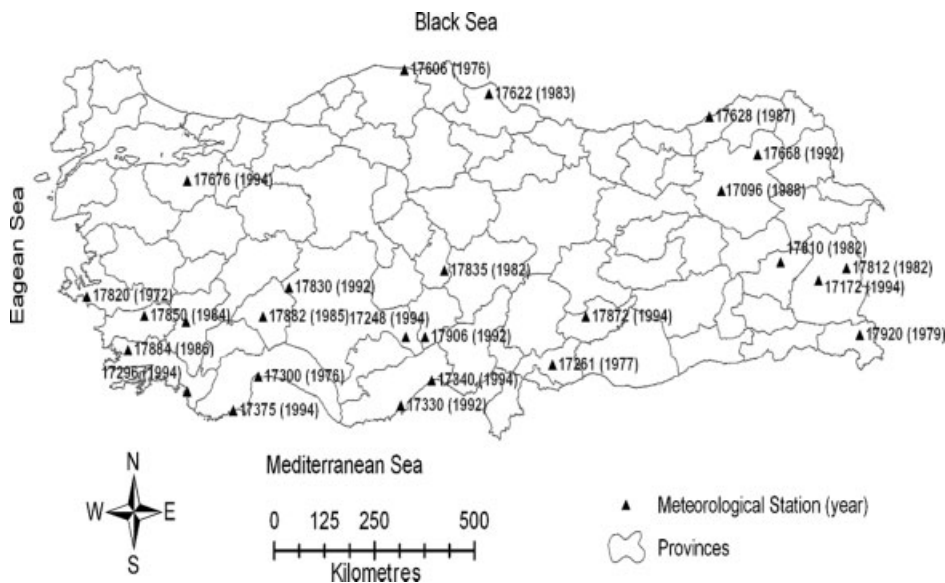 Black Sea
17606 (1976)
17622 (1983)
17628 (1987)
17668 (1992)
17676 (1994)
17096 (1988)
Eagean Sea
17810 (1982)
17835 (1982)
17812 (1982)
17830 (1992)
17172 (1994)
17820 (1972)
17850 (1984)
17882 (1985)
17248 (1994)
17872 (1994)
17906 (1992)
17920 (1979)
17884 (1986)
17261 (1977)
17296 (1994)
17300 (1976)
17340 (1994)
17375 (1994)
17330 (1992)
Mediterranean Sea
N
W
E
S
0 125 250 500
Kilometres
Meteorological Station (year)
Provinces